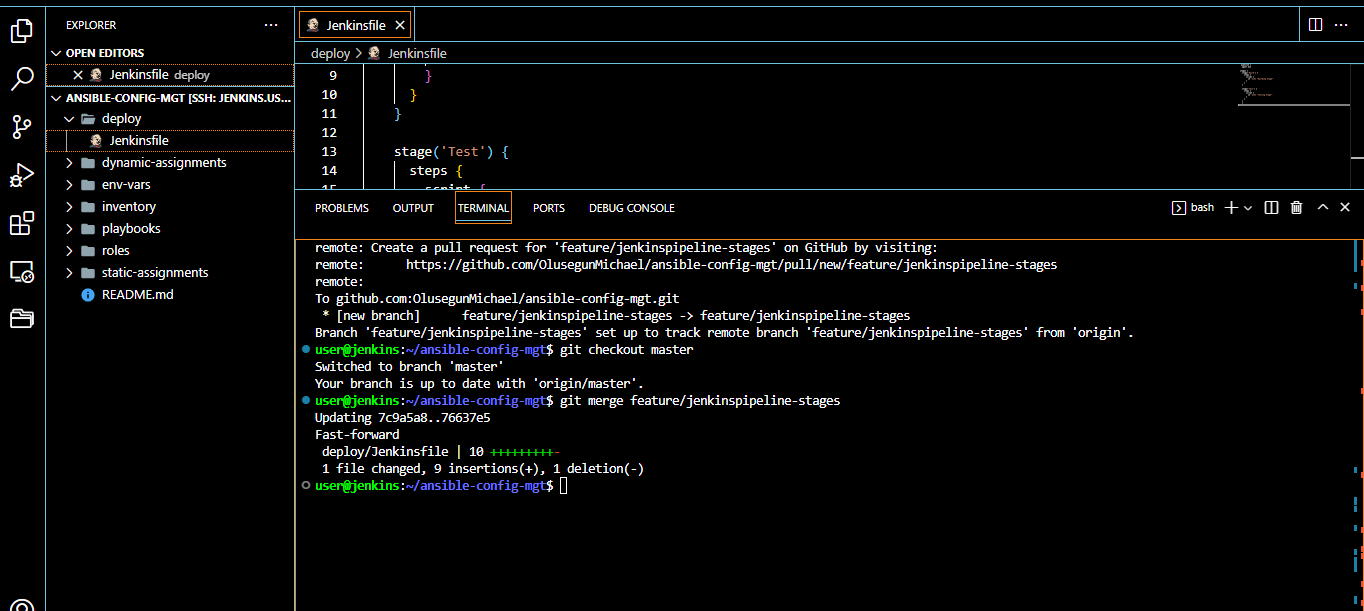 EXPLORER
OPEN EDITORS
Jenkinsfile deploy
ANSIBLE-CONFIG-MGT [SSH: JENKINS.US...
deploy
Jenkinsfile
dynamic-assignments
env-vars
inventory
playbooks
roles
static-assignments
README.md
Jenkinsfile
deploy > Jenkinsfile
9 }
10 }
11 }
12
13 stage('Test') {
14 steps {
15 script {
PROBLEMS OUTPUT TERMINAL PORTS DEBUG CONSOLE bash
remote: Create a pull request for 'feature/jenkinspipeline-stages' on GitHub by visiting:
remote: https://github.com/OlusegunMichael/ansible-config-mgt/pull/new/feature/jenkinspipeline-stages
remote:
To github.com:OlusegunMichael/ansible-config-mgt.git
* [new branch] feature/jenkinspipeline-stages -> feature/jenkinspipeline-stages
Branch 'feature/jenkinspipeline-stages' set up to track remote branch 'feature/jenkinspipeline-stages' from 'origin'.
user@jenkins:~/ansible-config-mgt$ git checkout master
Switched to branch 'master'
Your branch is up to date with 'origin/master'.
user@jenkins:~/ansible-config-mgt$ git merge feature/jenkinspipeline-stages
Updating 7c9a5a8..76637e5
Fast-forward
deploy/Jenkinsfile | 10 +++++++++-
1 file changed, 9 insertions(+), 1 deletion(-)
user@jenkins:~/ansible-config-mgt$